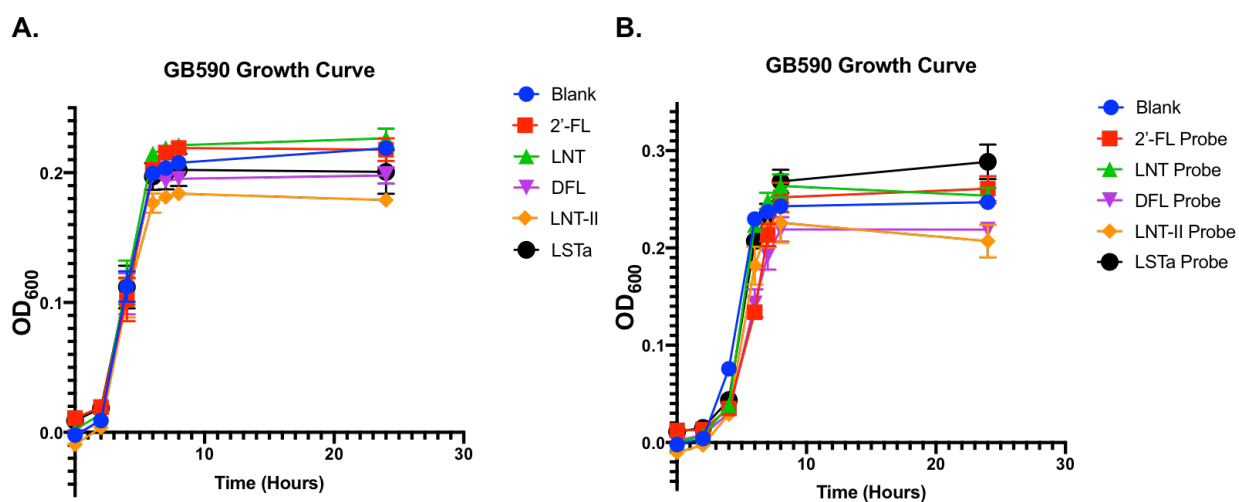 A.
GB590 Growth Curve
OD600
0.2
0.1
0.0
10
20
30
Time (Hours)
Blank
2'-FL
LNT
DFL
LNT-II
LSTa
B.
GB590 Growth Curve
OD600
0.3
0.2
0.1
0.0
10
20
30
Time (Hours)
Blank
2'-FL Probe
LNT Probe
DFL Probe
LNT-II Probe
LSTa Probe